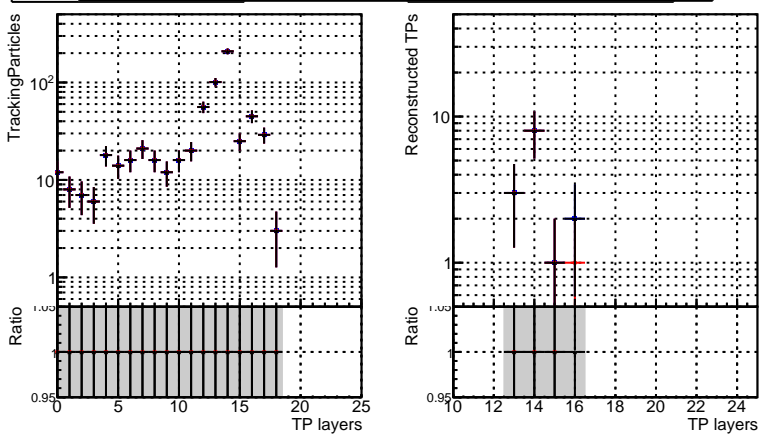 TrackingParticles
10²
10
1
Ratio
1.05
1
0.95
0 5 10 15 20 25
TP layers
Reconstructed TPs
10
1
Ratio
1.05
1
0.95
10 12 14 16 18 20 22 24
TP layers